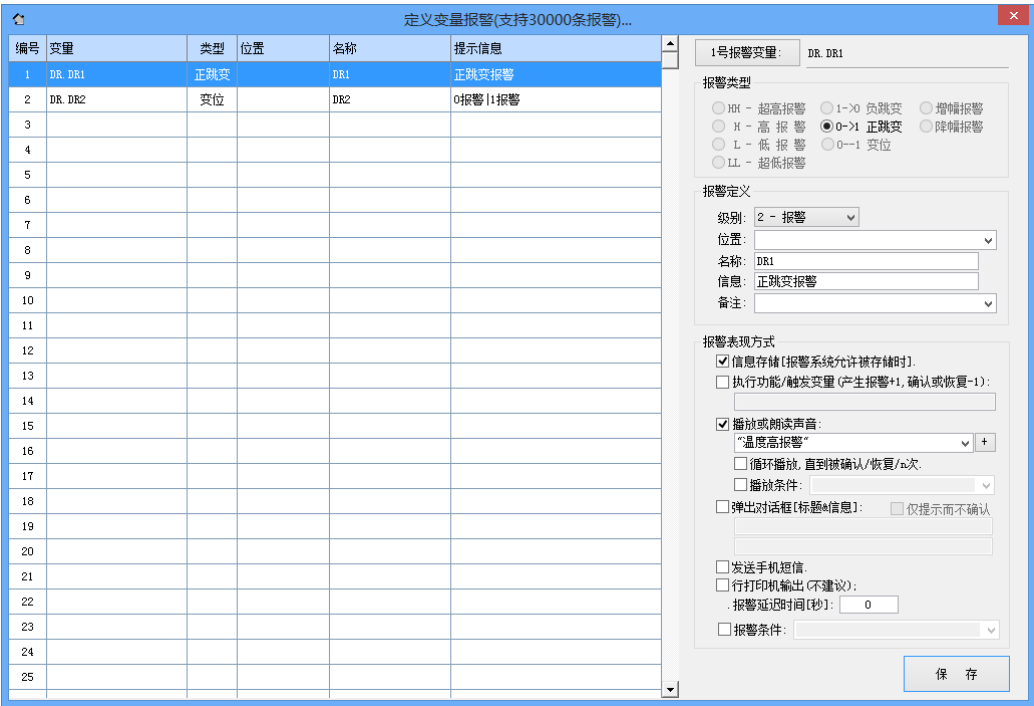 定义变量报警(支持30000条报警)...
编号 变量 类型 位置 名称 提示信息
1 DR.DR1 正跳变 DR1 正跳变报警
2 DR.DR2 变位 DR2 0报警|1报警
3
4
5
6
7
8
9
10
11
12
13
14
15
16
17
18
19
20
21
22
23
24
25
1号报警变量: DR.DR1
报警类型
HH - 超高报警 1->0 负跳变 增幅报警
H - 高 报 警 0->1 正跳变 降幅报警
L - 低 报 警 0--1 变位
LL - 超低报警
报警定义
级别: 2 - 报警
位置:
名称: DR1
信息: 正跳变报警
备注:
报警表现方式
信息存储[报警系统允许被存储时].
执行功能/触发变量(产生报警+1,确认或恢复-1):
播放或朗读声音:
"温度高报警" +
循环播放,直到被确认/恢复/n次.
播放条件:
弹出对话框[标题&信息]: 仅提示而不确认
发送手机短信.
行打印机输出(不建议);
.报警延迟时间[秒]: 0
报警条件:
保 存